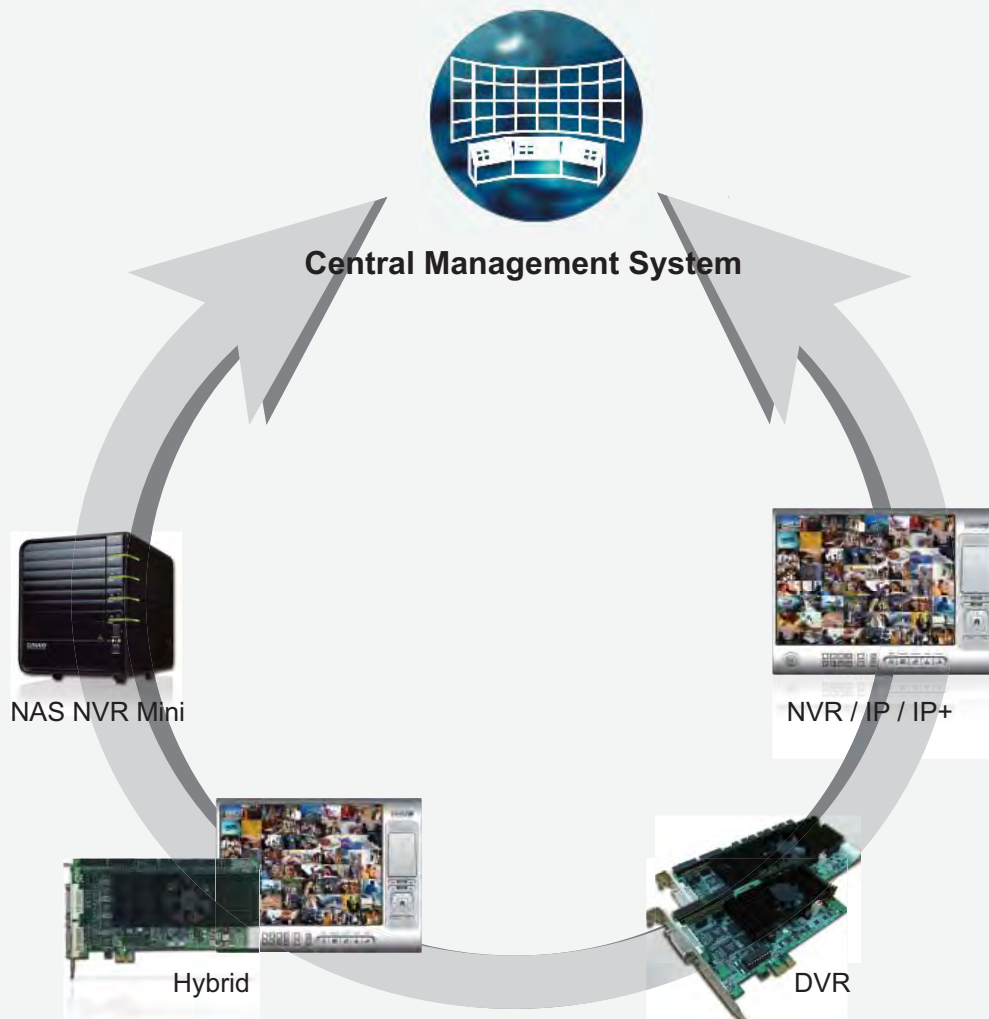 Central Management System
NAS NVR Mini
NVR / IP / IP+
Hybrid
DVR